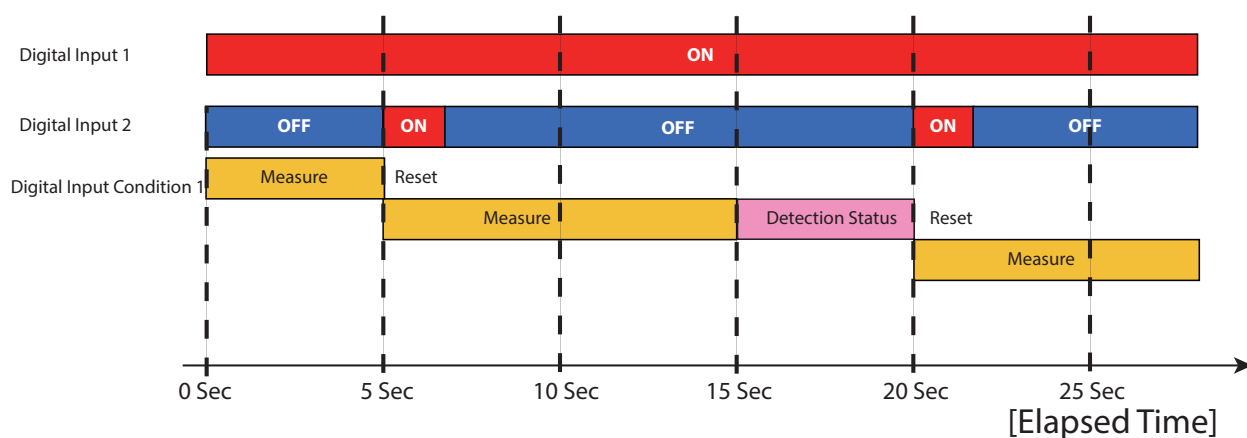 Digital Input 1
ON
Digital Input 2
OFF
ON
OFF
ON
OFF
Digital Input Condition 1
Measure
Reset
Measure
Detection Status
Reset
Measure
0 Sec
5 Sec
10 Sec
15 Sec
20 Sec
25 Sec
[Elapsed Time]